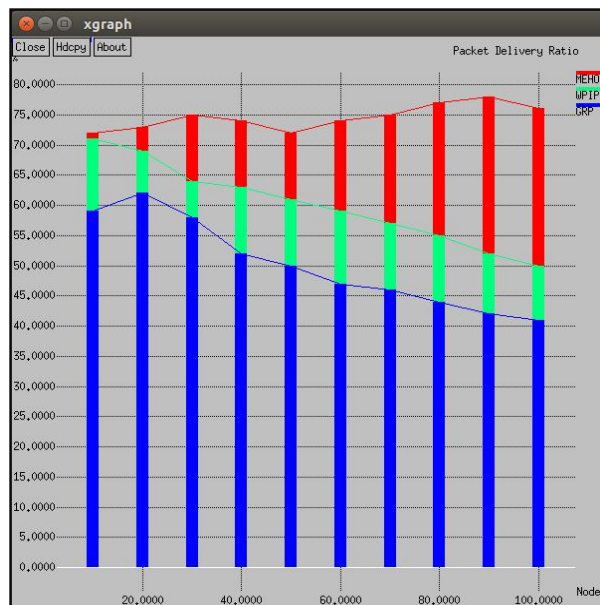 xgraph
Close Hdcpy About
Packet Delivery Ratio
%
MEHO
WPIP
GRP
80.0000
75.0000
70.0000
65.0000
60.0000
55.0000
50.0000
45.0000
40.0000
35.0000
30.0000
25.0000
20.0000
15.0000
10.0000
5.0000
0.0000
20.0000 40.0000 60.0000 80.0000 100.0000
Node